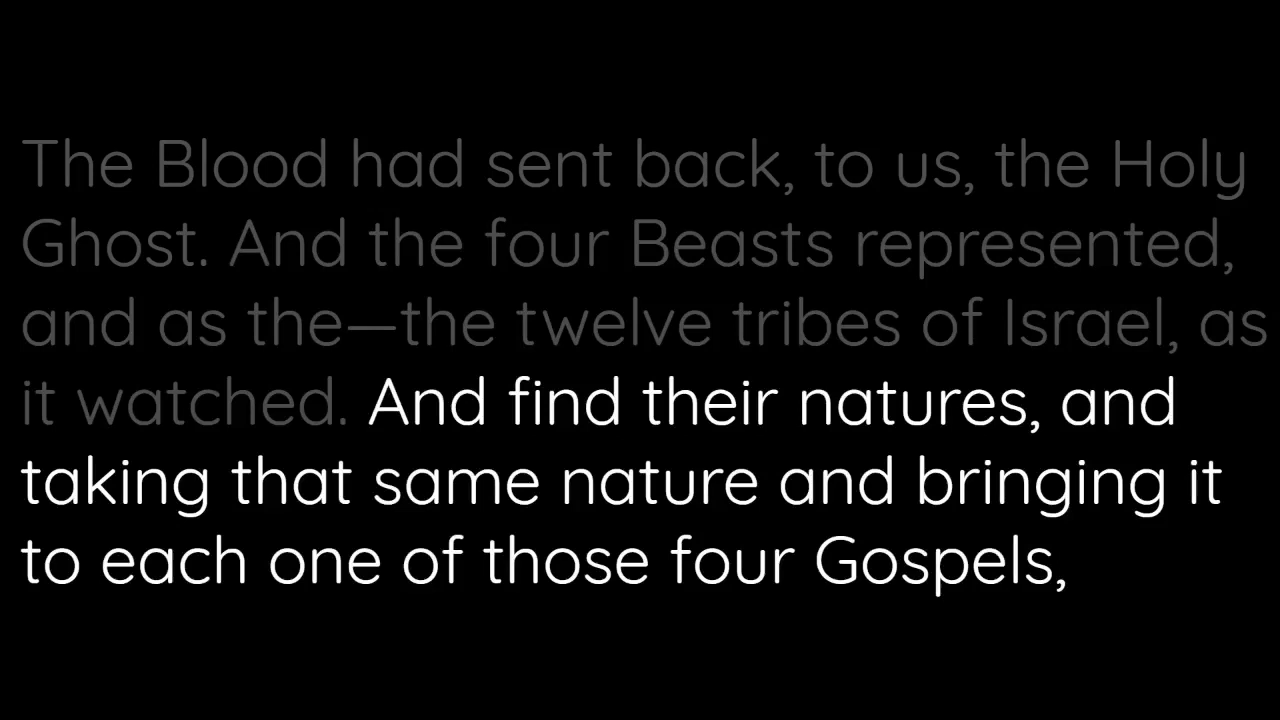 The Blood had sent back, to us, the Holy
Ghost. And the four Beasts represented,
and as the—the twelve tribes of Israel, as
it watched. And find their natures, and
taking that same nature and bringing it
to each one of those four Gospels,